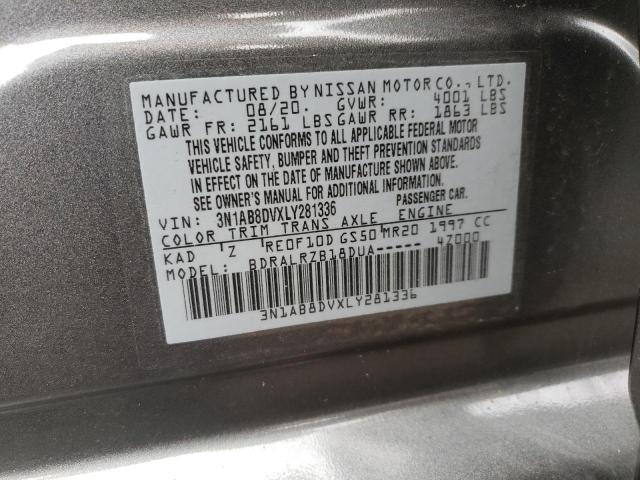 MANUFACTURED BY NISSAN MOTOR CO., LTD.
DATE: 08/20. GVWR: 4001 LBS
GAWR FR: 2161 LBS GAWR RR: 1863 LBS
THIS VEHICLE CONFORMS TO ALL APPLICABLE FEDERAL MOTOR
VEHICLE SAFETY, BUMPER AND THEFT PREVENTION STANDARDS
IN EFFECT ON THE DATE OF MANUFACTURE SHOWN ABOVE.
SEE OWNER'S MANUAL FOR ADDITIONAL INFORMATION.
VIN: 3N1AB8DVXLY281336 PASSENGER CAR.
COLOR TRIM TRANS AXLE ENGINE
KAD Z RE0F10D GS50 MR20 1997 CC
MODEL: BDRALRZB18DUA----- 4Z000
3N1AB8DVXLY281336